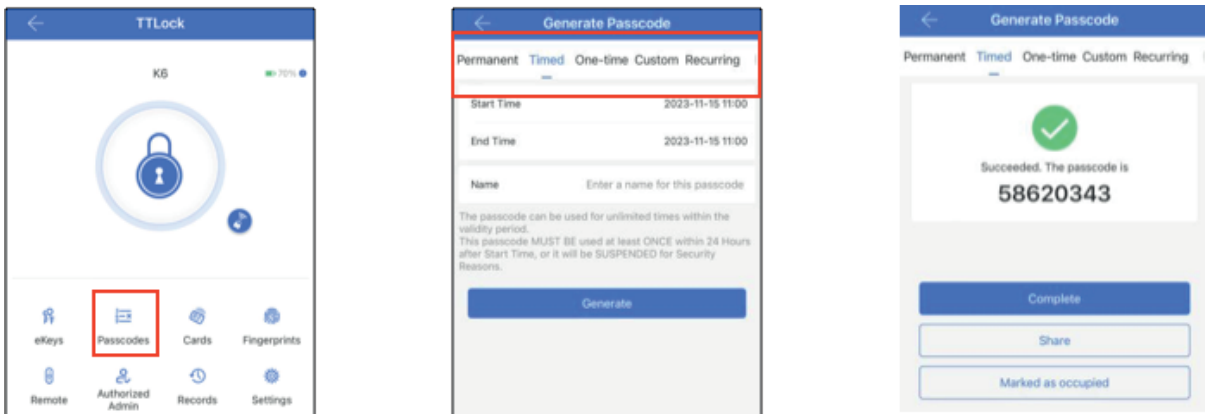 TTLock
K6
70%
eKeys
Passcodes
Cards
Fingerprints
Remote
Authorized
Admin
Records
Settings
Generate Passcode
Permanent Timed One-time Custom Recurring
Start Time 2023-11-15 11:00
End Time 2023-11-15 11:00
Name Enter a name for this passcode
The passcode can be used for unlimited times within the
validity period.
This passcode MUST BE used at least ONCE within 24 Hours
after Start Time, or it will be SUSPENDED for Security
Reasons.
Generate
Generate Passcode
Permanent Timed One-time Custom Recurring
Succeeded. The passcode is
58620343
Complete
Share
Marked as occupied